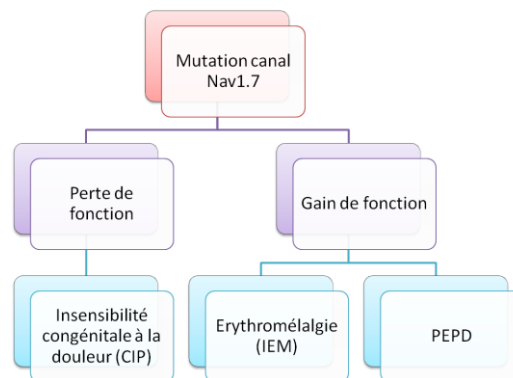 Mutation canal
Nav1.7
Perte de
fonction
Gain de fonction
Insensibilité
congénitale à la
douleur (CIP)
Erythromélalgie
(IEM)
PEPD